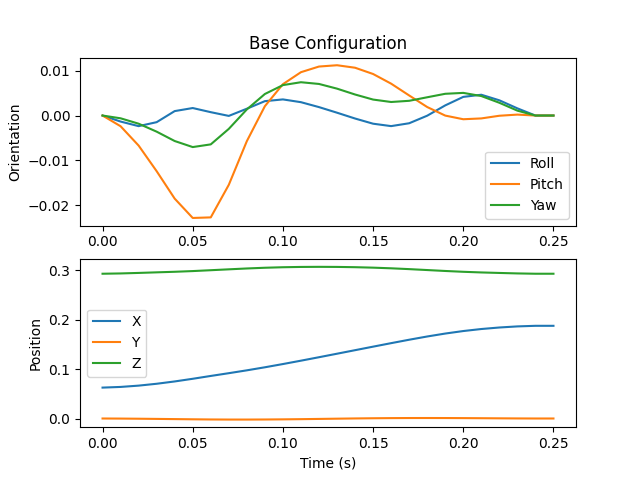 Base Configuration
0.01
0.00
−0.01
−0.02
Orientation
Roll
Pitch
Yaw
0.00 0.05 0.10 0.15 0.20 0.25
0.3
0.2
0.1
0.0
Position
X
Y
Z
0.00 0.05 0.10 0.15 0.20 0.25
Time (s)